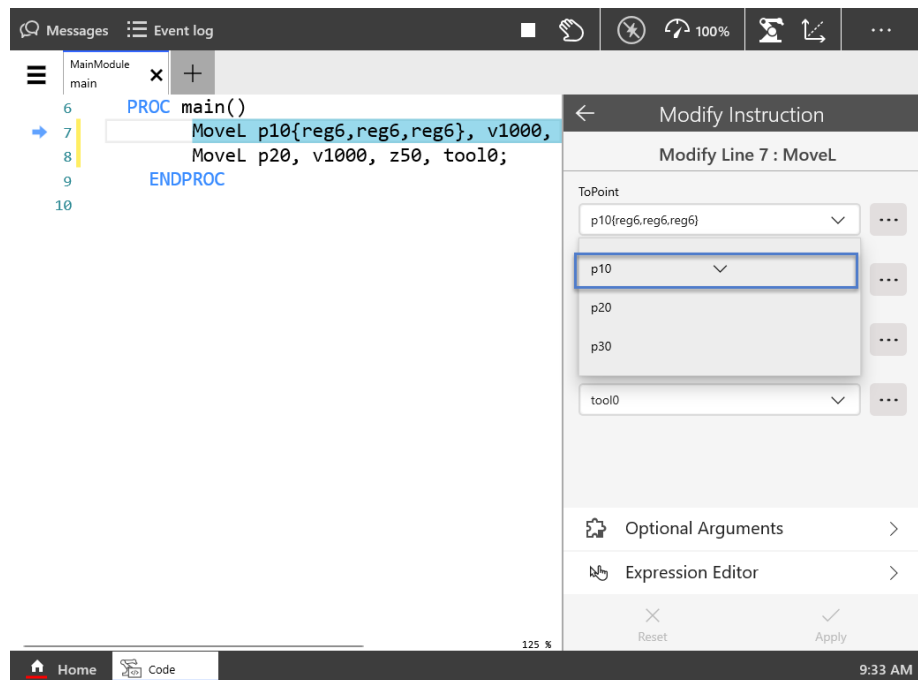 Messages Event log 100% ...
MainModule
main
6 PROC main()
7 MoveL p10{reg6,reg6,reg6}, v1000,
8 MoveL p20, v1000, z50, tool0;
9 ENDPROC
10
Modify Instruction
Modify Line 7 : MoveL
ToPoint
p10{reg6,reg6,reg6} ...
p10
...
p20
p30
...
tool0 ...
Optional Arguments
Expression Editor
Reset Apply
125 %
Home Code 9:33 AM